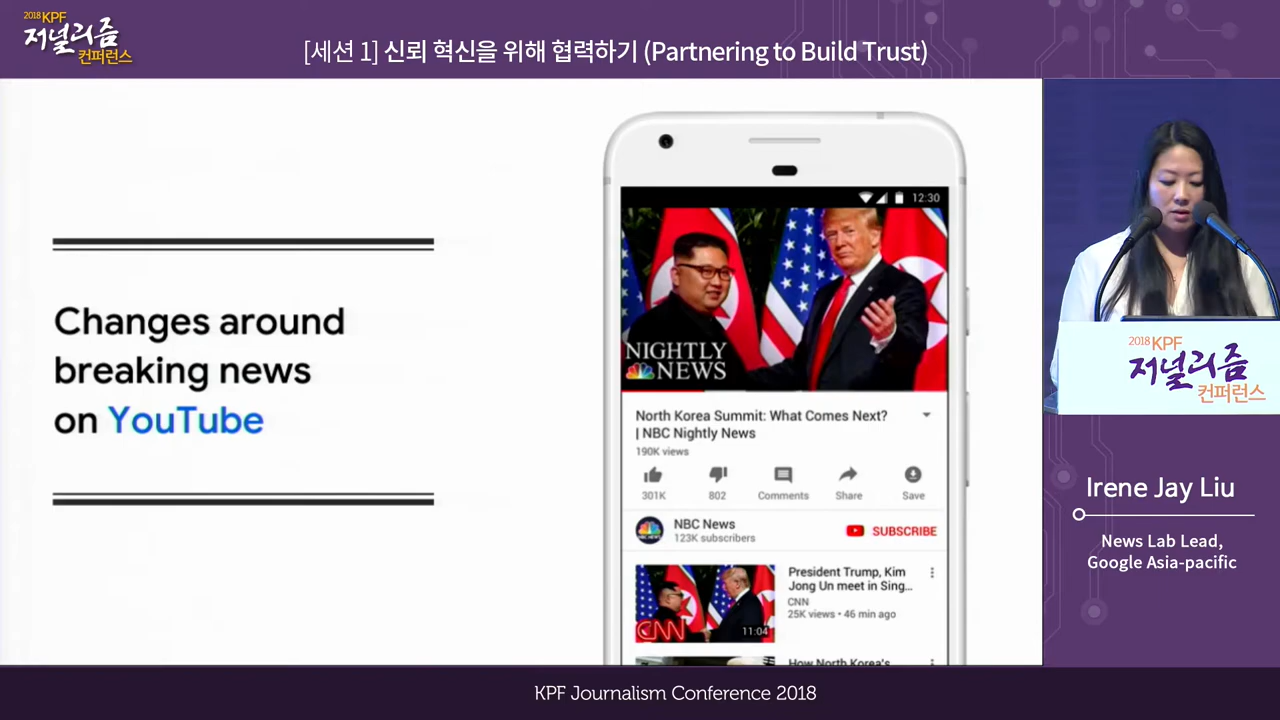 2018 KPF
저널리즘
컨퍼런스
[세션 1] 신뢰 혁신을 위해 협력하기 (Partnering to Build Trust)
Changes around
breaking news
on YouTube
12:30
NIGHTLY
NEWS
North Korea Summit: What Comes Next?
| NBC Nightly News
190K views
301K 802 Comments Share Save
NBC News
123K subscribers
SUBSCRIBE
President Trump, Kim
Jong Un meet in Sing...
CNN
25K views • 46 min ago
CNN
11:04
How North Korea's
2018 KPF
저널리즘
컨퍼런스
Irene Jay Liu
News Lab Lead,
Google Asia-pacific
KPF Journalism Conference 2018